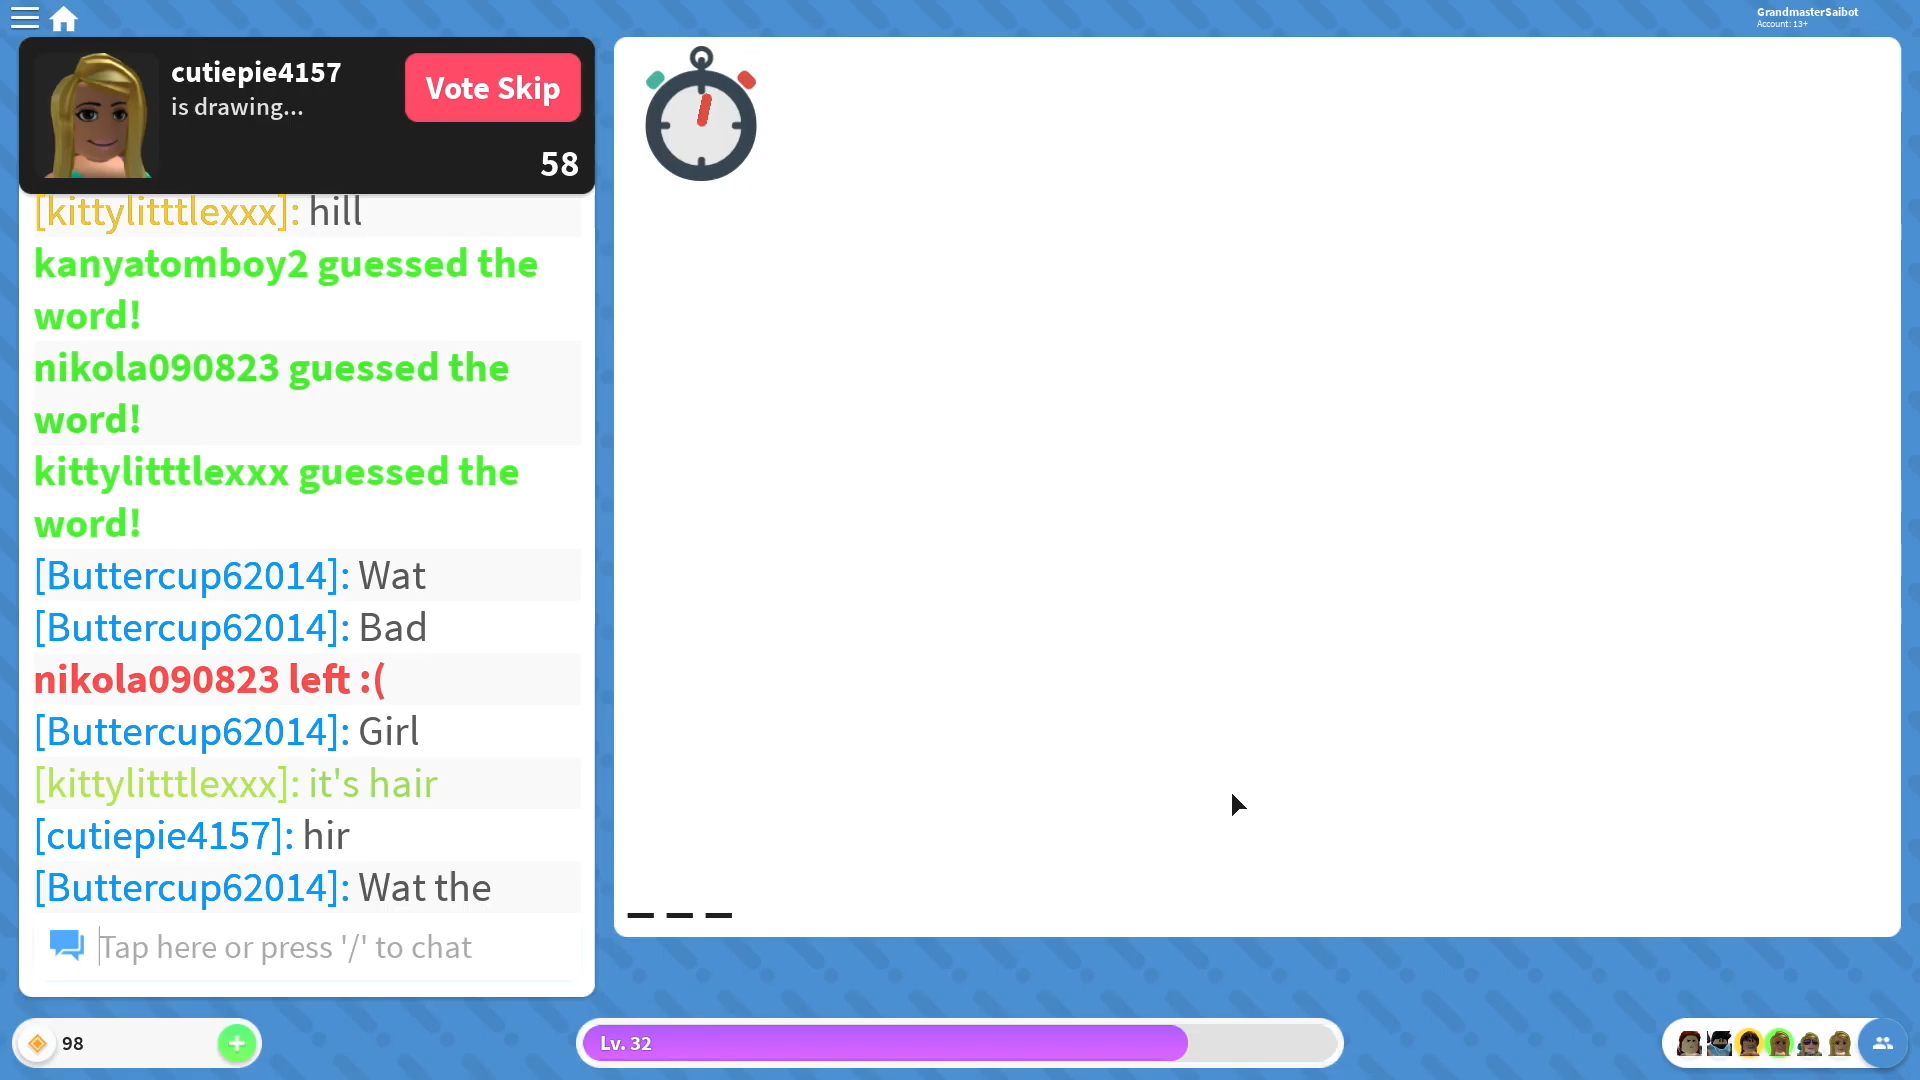 GrandmasterSaibot
Account: 13+
cutiepie4157
is drawing...
Vote Skip
58
[kittylitttlexxx]: hill
kanyatomboy2 guessed the
word!
nikola090823 guessed the
word!
kittylitttlexxx guessed the
word!
[Buttercup62014]: Wat
[Buttercup62014]: Bad
nikola090823 left :(
[Buttercup62014]: Girl
[kittylitttlexxx]: it's hair
[cutiepie4157]: hir
[Buttercup62014]: Wat the
Tap here or press '/' to chat
_ _ _
98
Lv. 32